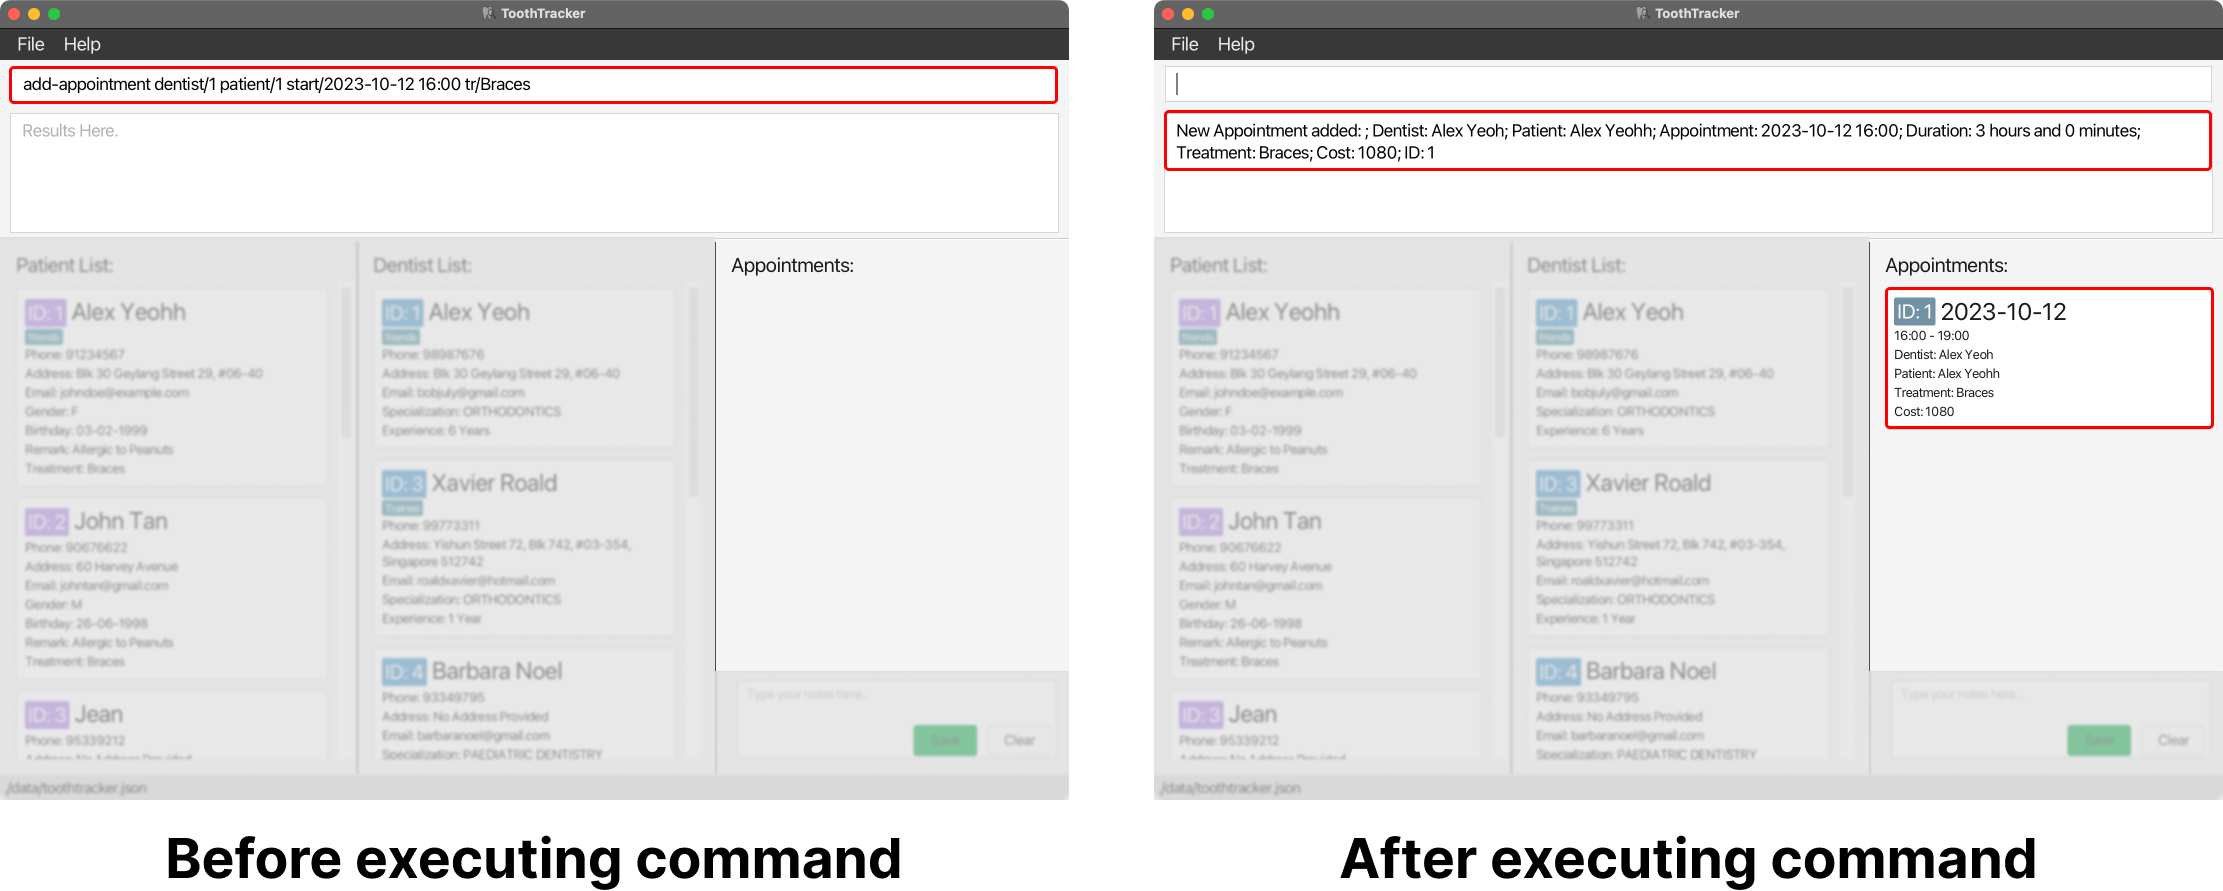 ToothTracker
File Help
add-appointment dentist/1 patient/1 start/2023-10-12 16:00 tr/Braces
Results Here.
Patient List:
ID: 1 Alex Yeohh
friends
Phone: 91234567
Address: Blk 30 Geylang Street 29, #06-40
Email: johndoe@example.com
Gender: F
Birthday: 03-02-1999
Remark: Allergic to Peanuts
Treatment: Braces
ID: 2 John Tan
Phone: 90676622
Address: 60 Harvey Avenue
Email: johntan@gmail.com
Gender: M
Birthday: 26-06-1998
Remark: Allergic to Peanuts
Treatment: Braces
ID: 3 Jean
Phone: 95339212
Address: No Address Provided
Dentist List:
ID: 1 Alex Yeoh
friends
Phone: 98987676
Address: Blk 30 Geylang Street 29, #06-40
Email: bobjuly@gmail.com
Specialization: ORTHODONTICS
Experience: 6 Years
ID: 3 Xavier Roald
Trainee
Phone: 99773311
Address: Yishun Street 72, Blk 742, #03-354,
Singapore 512742
Email: roaldxavier@hotmail.com
Specialization: ORTHODONTICS
Experience: 1 Year
ID: 4 Barbara Noel
Phone: 93349795
Address: No Address Provided
Email: barbaranoel@gmail.com
Specialization: PAEDIATRIC DENTISTRY
Appointments:
Type your notes here...
Save Clear
./data/toothtracker.json
Before executing command
ToothTracker
File Help
New Appointment added: ; Dentist: Alex Yeoh; Patient: Alex Yeohh; Appointment: 2023-10-12 16:00; Duration: 3 hours and 0 minutes;
Treatment: Braces; Cost: 1080; ID: 1
Patient List:
ID: 1 Alex Yeohh
friends
Phone: 91234567
Address: Blk 30 Geylang Street 29, #06-40
Email: johndoe@example.com
Gender: F
Birthday: 03-02-1999
Remark: Allergic to Peanuts
Treatment: Braces
ID: 2 John Tan
Phone: 90676622
Address: 60 Harvey Avenue
Email: johntan@gmail.com
Gender: M
Birthday: 26-06-1998
Remark: Allergic to Peanuts
Treatment: Braces
ID: 3 Jean
Phone: 95339212
Address: No Address Provided
Dentist List:
ID: 1 Alex Yeoh
friends
Phone: 98987676
Address: Blk 30 Geylang Street 29, #06-40
Email: bobjuly@gmail.com
Specialization: ORTHODONTICS
Experience: 6 Years
ID: 3 Xavier Roald
Trainee
Phone: 99773311
Address: Yishun Street 72, Blk 742, #03-354,
Singapore 512742
Email: roaldxavier@hotmail.com
Specialization: ORTHODONTICS
Experience: 1 Year
ID: 4 Barbara Noel
Phone: 93349795
Address: No Address Provided
Email: barbaranoel@gmail.com
Specialization: PAEDIATRIC DENTISTRY
Appointments:
ID: 1 2023-10-12
16:00 - 19:00
Dentist: Alex Yeoh
Patient: Alex Yeohh
Treatment: Braces
Cost: 1080
Type your notes here...
Save Clear
./data/toothtracker.json
After executing command